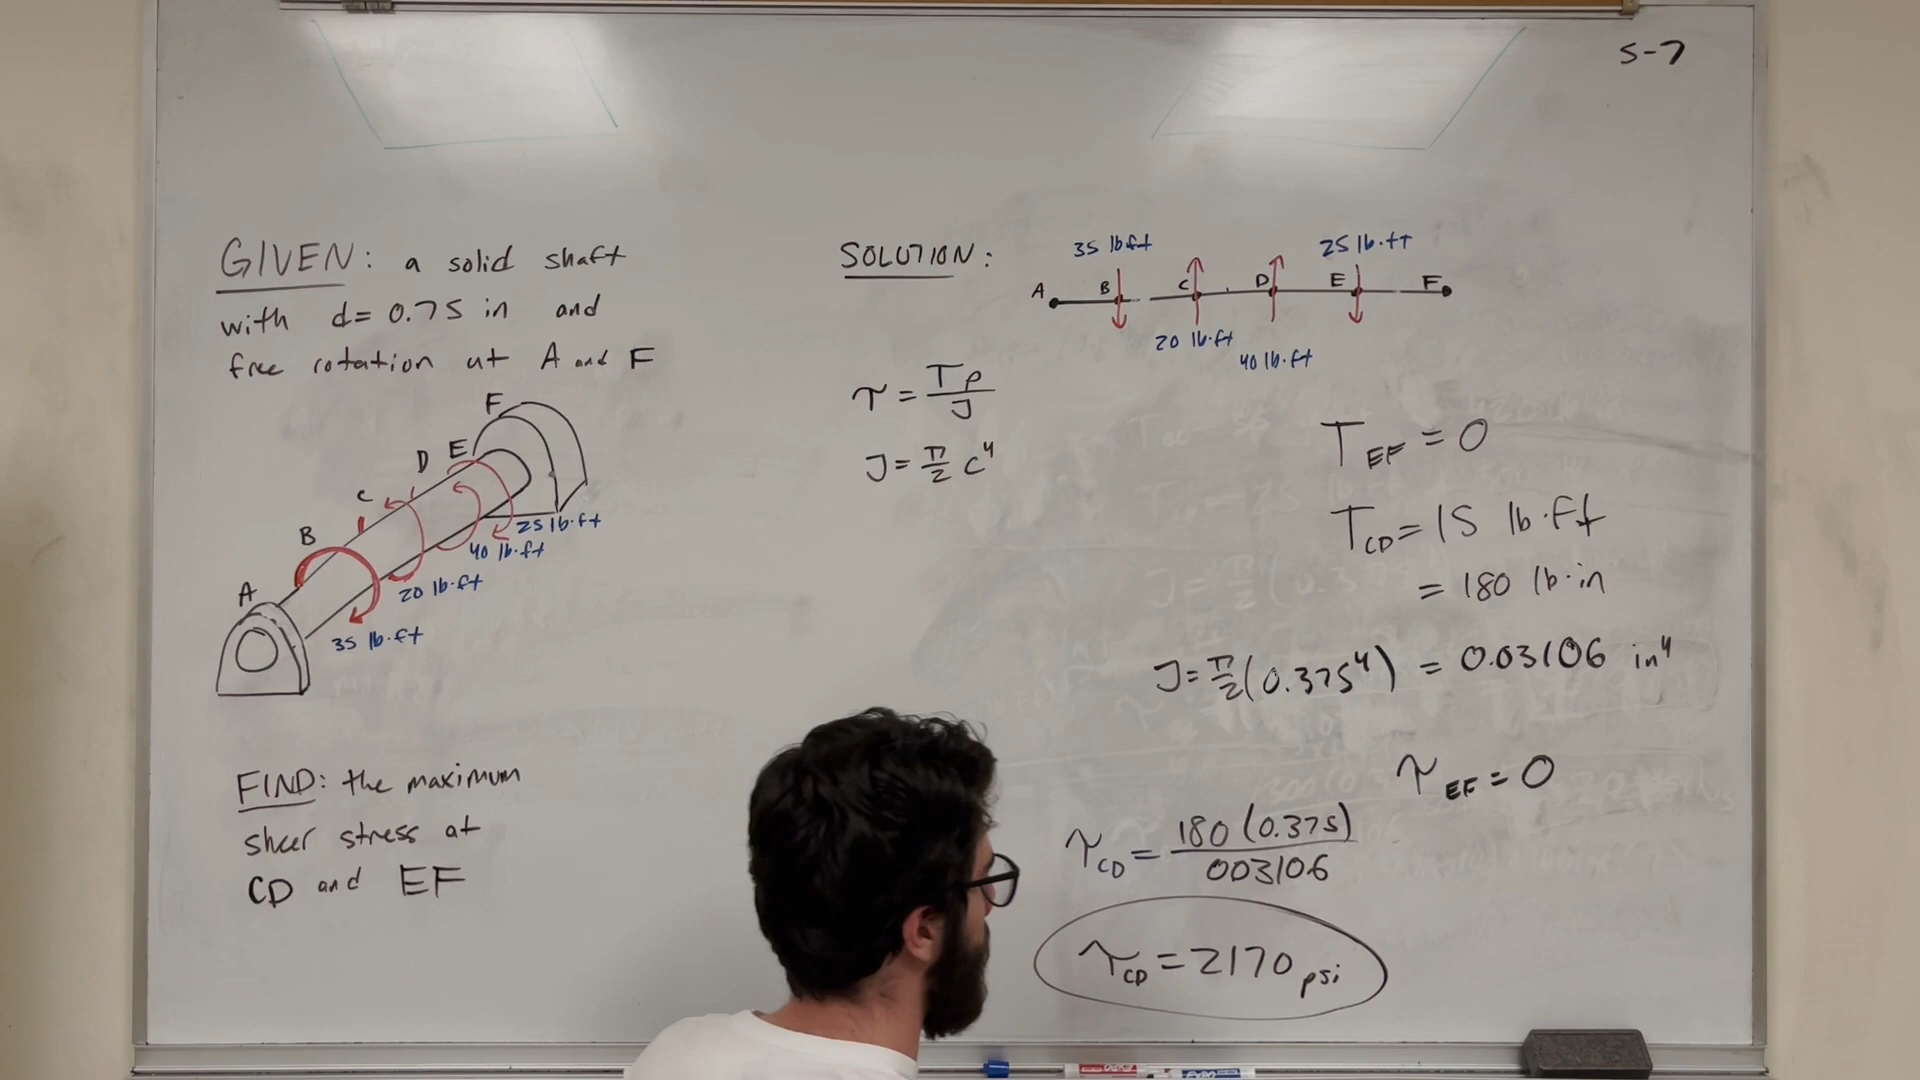 5-7
GIVEN: a solid shaft
with d= 0.75 in and
free rotation at A and F
F
E
D
C
B
A
25 lb·ft
40 lb·ft
20 lb·ft
35 lb·ft
FIND: the maximum
sheer stress at
CD and EF
SOLUTION:
35 lb·ft
25 lb·ft
A B C D E F
20 lb·ft
40 lb·ft
τ = Tρ/J
J = π/2 c⁴
T_EF = 0
T_CD = 15 lb·ft
= 180 lb·in
J = π/2 (0.375⁴) = 0.03106 in⁴
τ_EF = 0
τ_CD = 180 (0.375)/003106
τ_CD = 2170 psi